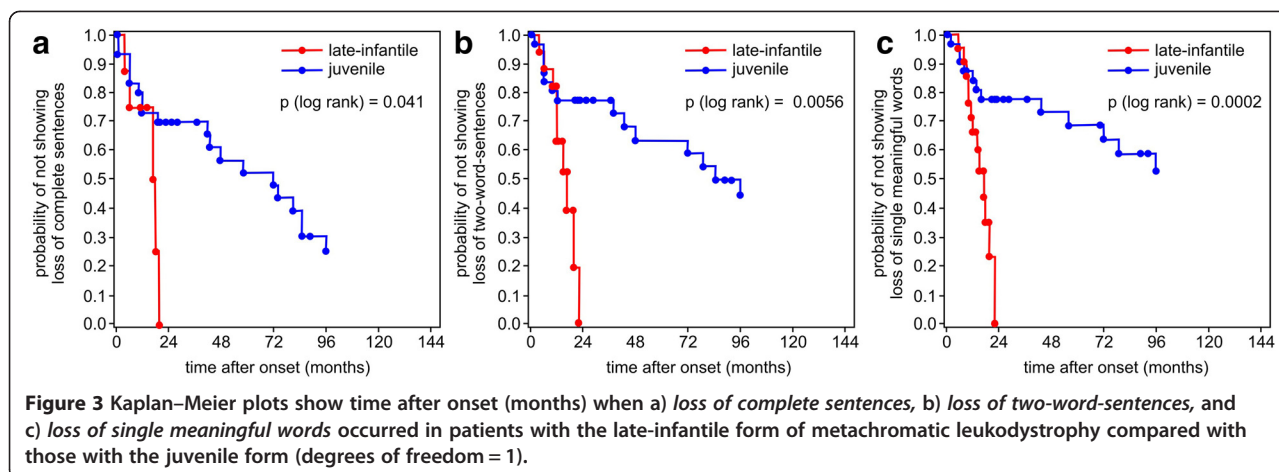 a
late-infantile
juvenile
p (log rank) = 0.041
probability of not showing
loss of complete sentences
1.0
0.9
0.8
0.7
0.6
0.5
0.4
0.3
0.2
0.1
0.0
0 24 48 72 96 120 144
time after onset (months)
b
late-infantile
juvenile
p (log rank) = 0.0056
probability of not showing
loss of two-word-sentences
1.0
0.9
0.8
0.7
0.6
0.5
0.4
0.3
0.2
0.1
0.0
0 24 48 72 96 120 144
time after onset (months)
c
late-infantile
juvenile
p (log rank) = 0.0002
probability of not showing
loss of single meaningful words
1.0
0.9
0.8
0.7
0.6
0.5
0.4
0.3
0.2
0.1
0.0
0 24 48 72 96 120 144
time after onset (months)
Figure 3 Kaplan–Meier plots show time after onset (months) when a) loss of complete sentences, b) loss of two-word-sentences, and
c) loss of single meaningful words occurred in patients with the late-infantile form of metachromatic leukodystrophy compared with
those with the juvenile form (degrees of freedom = 1).